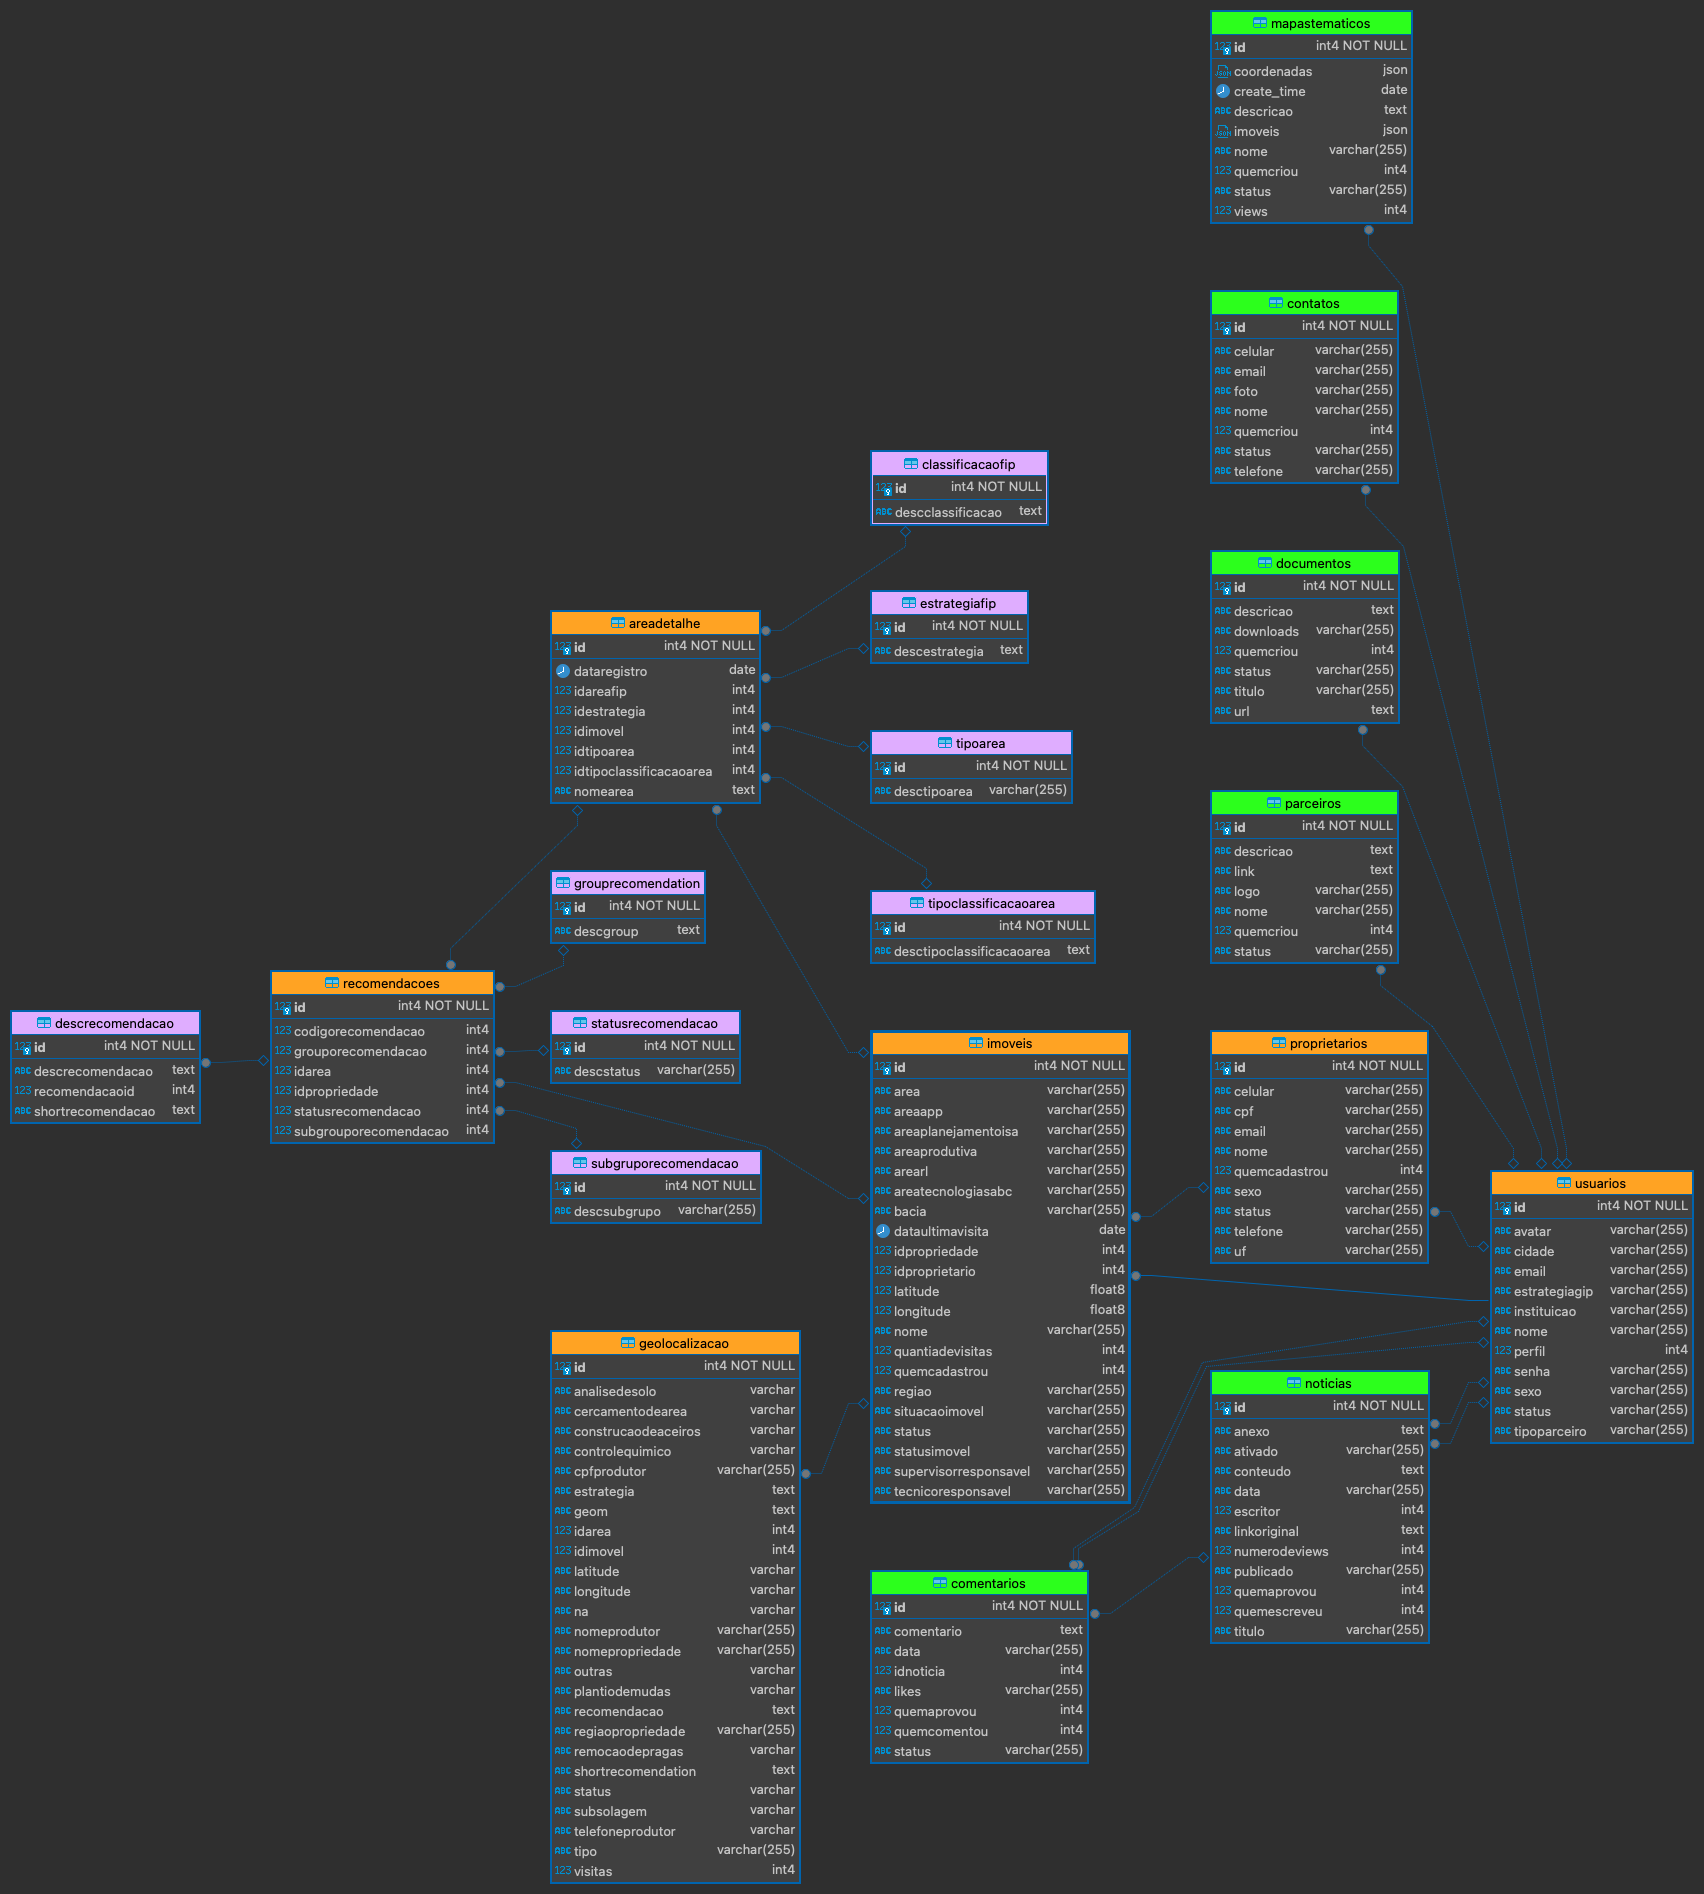 mapastematicos
id int4 NOT NULL
coordenadas json
create_time date
descricao text
imoveis json
nome varchar(255)
quemcriou int4
status varchar(255)
views int4
contatos
id int4 NOT NULL
celular varchar(255)
email varchar(255)
foto varchar(255)
nome varchar(255)
quemcriou int4
status varchar(255)
telefone varchar(255)
classificacaofip
id int4 NOT NULL
descclassificacao text
documentos
id int4 NOT NULL
descricao text
downloads varchar(255)
quemcriou int4
status varchar(255)
titulo varchar(255)
url text
estrategiafip
id int4 NOT NULL
descestrategia text
areadetalhe
id int4 NOT NULL
dataregistro date
idareafip int4
idestrategia int4
idimovel int4
idtipoarea int4
idtipoclassificacaoarea int4
nomearea text
tipoarea
id int4 NOT NULL
desctipoarea varchar(255)
parceiros
id int4 NOT NULL
descricao text
link text
logo varchar(255)
nome varchar(255)
quemcriou int4
status varchar(255)
grouprecomendation
id int4 NOT NULL
descgroup text
tipoclassificacaoarea
id int4 NOT NULL
desctipoclassificacaoarea text
recomendacoes
id int4 NOT NULL
codigorecomendacao int4
grouporecomendacao int4
idarea int4
idpropriedade int4
statusrecomendacao int4
subgrouporecomendacao int4
descrecomendacao
id int4 NOT NULL
descrecomendacao text
recomendacaoid int4
shortrecomendacao text
statusrecomendacao
id int4 NOT NULL
descstatus varchar(255)
subgruporecomendacao
id int4 NOT NULL
descsubgrupo varchar(255)
imoveis
id int4 NOT NULL
area varchar(255)
areaapp varchar(255)
areaplanejamentoisa varchar(255)
areaprodutiva varchar(255)
arearl varchar(255)
areatecnologiasabc varchar(255)
bacia varchar(255)
dataultimavisita date
idpropriedade int4
idproprietario int4
latitude float8
longitude float8
nome varchar(255)
quantiadevisitas int4
quemcadastrou int4
regiao varchar(255)
situacaoimovel varchar(255)
status varchar(255)
statusimovel varchar(255)
supervisorresponsavel varchar(255)
tecnicoresponsavel varchar(255)
proprietarios
id int4 NOT NULL
celular varchar(255)
cpf varchar(255)
email varchar(255)
nome varchar(255)
quemcadastrou int4
sexo varchar(255)
status varchar(255)
telefone varchar(255)
uf varchar(255)
usuarios
id int4 NOT NULL
avatar varchar(255)
cidade varchar(255)
email varchar(255)
estrategiagip varchar(255)
instituicao varchar(255)
nome varchar(255)
perfil int4
senha varchar(255)
sexo varchar(255)
status varchar(255)
tipoparceiro varchar(255)
geolocalizacao
id int4 NOT NULL
analisedesolo varchar
cercamentodearea varchar
construcaodeaceiros varchar
controlequimico varchar
cpfprodutor varchar(255)
estrategia text
geom text
idarea int4
idimovel int4
latitude varchar
longitude varchar
na varchar
nomeprodutor varchar(255)
nomepropriedade varchar(255)
outras varchar
plantiodemudas varchar
recomendacao text
regiaopropriedade varchar(255)
remocaodepragas varchar
shortrecomendation text
status varchar
subsolagem varchar
telefoneprodutor varchar
tipo varchar(255)
visitas int4
noticias
id int4 NOT NULL
anexo text
ativado varchar(255)
conteudo text
data varchar(255)
escritor int4
linkoriginal text
numerodeviews int4
publicado varchar(255)
quemaprovou int4
quemescreveu int4
titulo varchar(255)
comentarios
id int4 NOT NULL
comentario text
data varchar(255)
idnoticia int4
likes varchar(255)
quemaprovou int4
quemcomentou int4
status varchar(255)